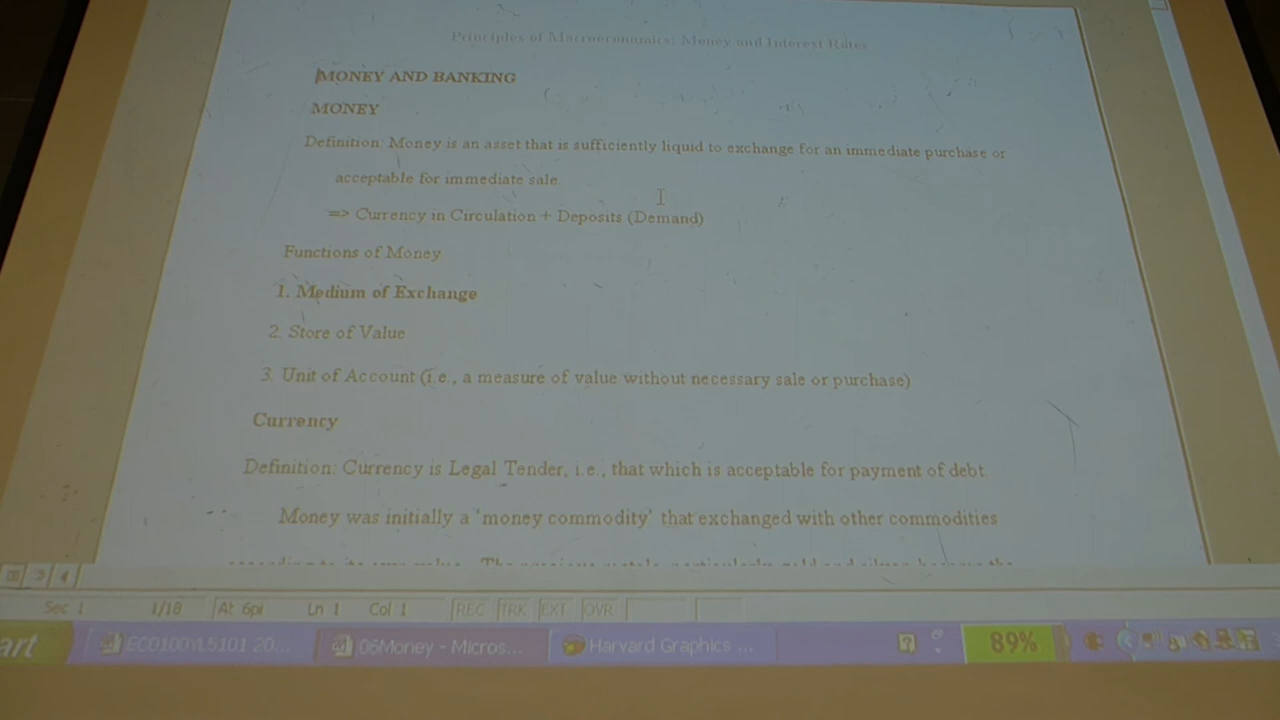 Principles of Macroeconomics: Money and Interest Rates
MONEY AND BANKING
MONEY
Definition: Money is an asset that is sufficiently liquid to exchange for an immediate purchase or
acceptable for immediate sale.
=> Currency in Circulation + Deposits (Demand)
Functions of Money
1. Medium of Exchange
2. Store of Value
3. Unit of Account (i.e., a measure of value without necessary sale or purchase)
Currency
Definition: Currency is Legal Tender, i.e., that which is acceptable for payment of debt.
Money was initially a 'money commodity' that exchanged with other commodities
Sec 1 1/18 At 6pi Ln 1 Col 1 REC TRK EXT OVR
art ECO100YL5101 20... 06Money - Micros... Harvard Graphics ... 89%